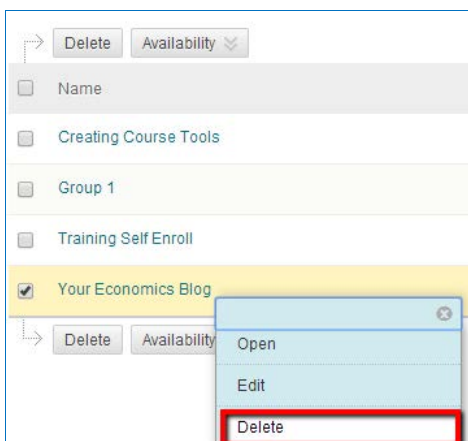 Delete Availability
Name
Creating Course Tools
Group 1
Training Self Enroll
Your Economics Blog
Delete Availability
Open
Edit
Delete